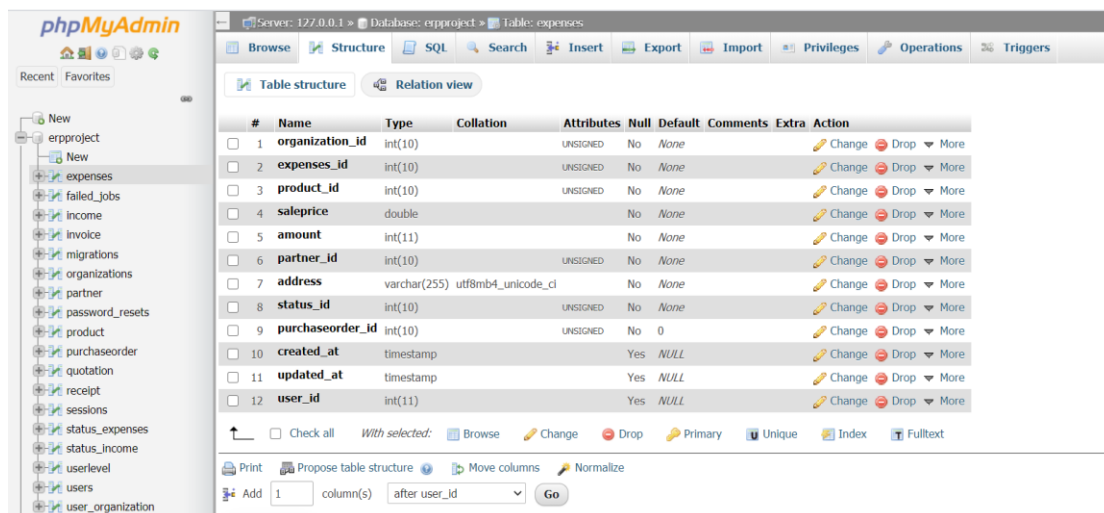 phpMyAdmin
Recent Favorites
New
erpproject
New
expenses
failed_jobs
income
invoice
migrations
organizations
partner
password_resets
product
purchaseorder
quotation
receipt
sessions
status_expenses
status_income
userlevel
users
user_organization
Server: 127.0.0.1 » Database: erpproject » Table: expenses
Browse Structure SQL Search Insert Export Import Privileges Operations Triggers
Table structure Relation view
# Name Type Collation Attributes Null Default Comments Extra Action
1 organization_id int(10) UNSIGNED No None Change Drop More
2 expenses_id int(10) UNSIGNED No None Change Drop More
3 product_id int(10) UNSIGNED No None Change Drop More
4 saleprice double No None Change Drop More
5 amount int(11) No None Change Drop More
6 partner_id int(10) UNSIGNED No None Change Drop More
7 address varchar(255) utf8mb4_unicode_ci No None Change Drop More
8 status_id int(10) UNSIGNED No None Change Drop More
9 purchaseorder_id int(10) UNSIGNED No 0 Change Drop More
10 created_at timestamp Yes NULL Change Drop More
11 updated_at timestamp Yes NULL Change Drop More
12 user_id int(11) Yes NULL Change Drop More
Check all With selected: Browse Change Drop Primary Unique Index Fulltext
Print Propose table structure Move columns Normalize
Add 1 column(s) after user_id Go